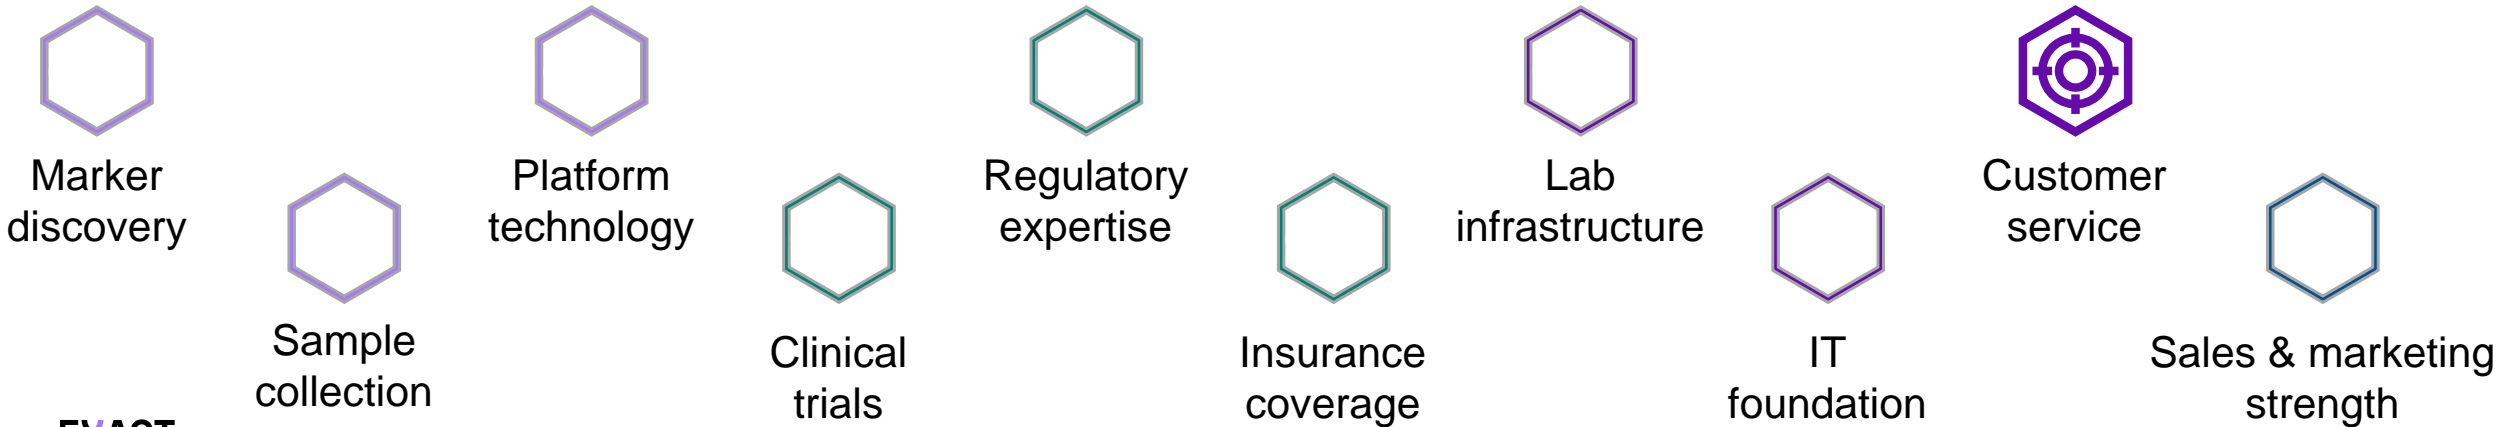 Marker
discovery
Sample
collection
Platform
technology
Clinical
trials
Regulatory
expertise
Insurance
coverage
Lab
infrastructure
IT
foundation
Customer
service
Sales & marketing
strength
EXACT